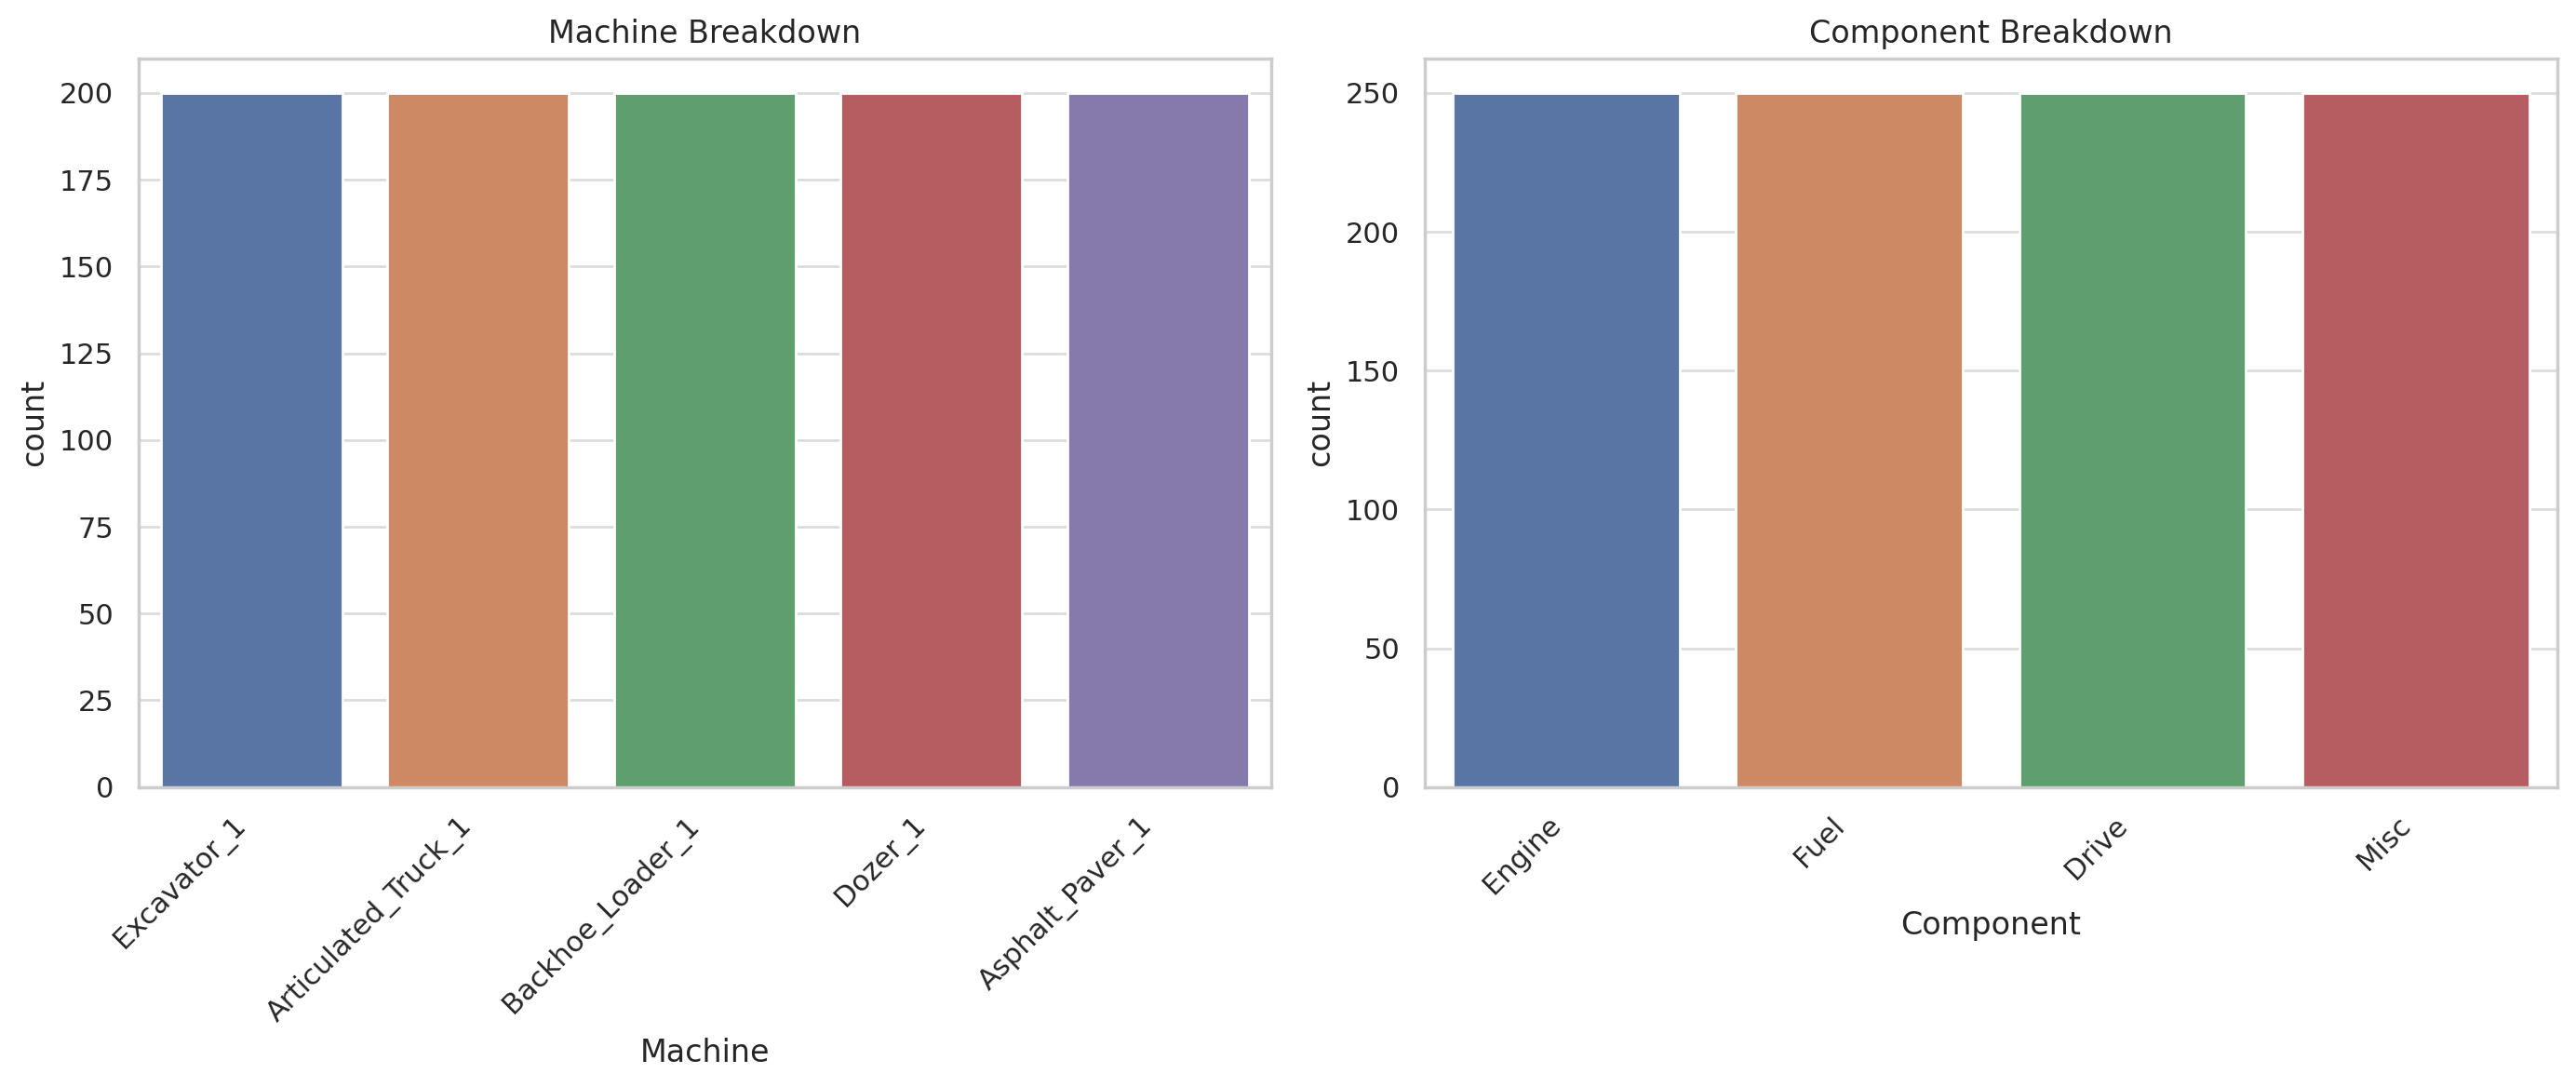 Machine Breakdown
200
175
150
125
100
75
50
25
0
count
Excavator_1
Articulated_Truck_1
Backhoe_Loader_1
Dozer_1
Asphalt_Paver_1
Machine
Component Breakdown
250
200
150
100
50
0
count
Engine
Fuel
Drive
Misc
Component